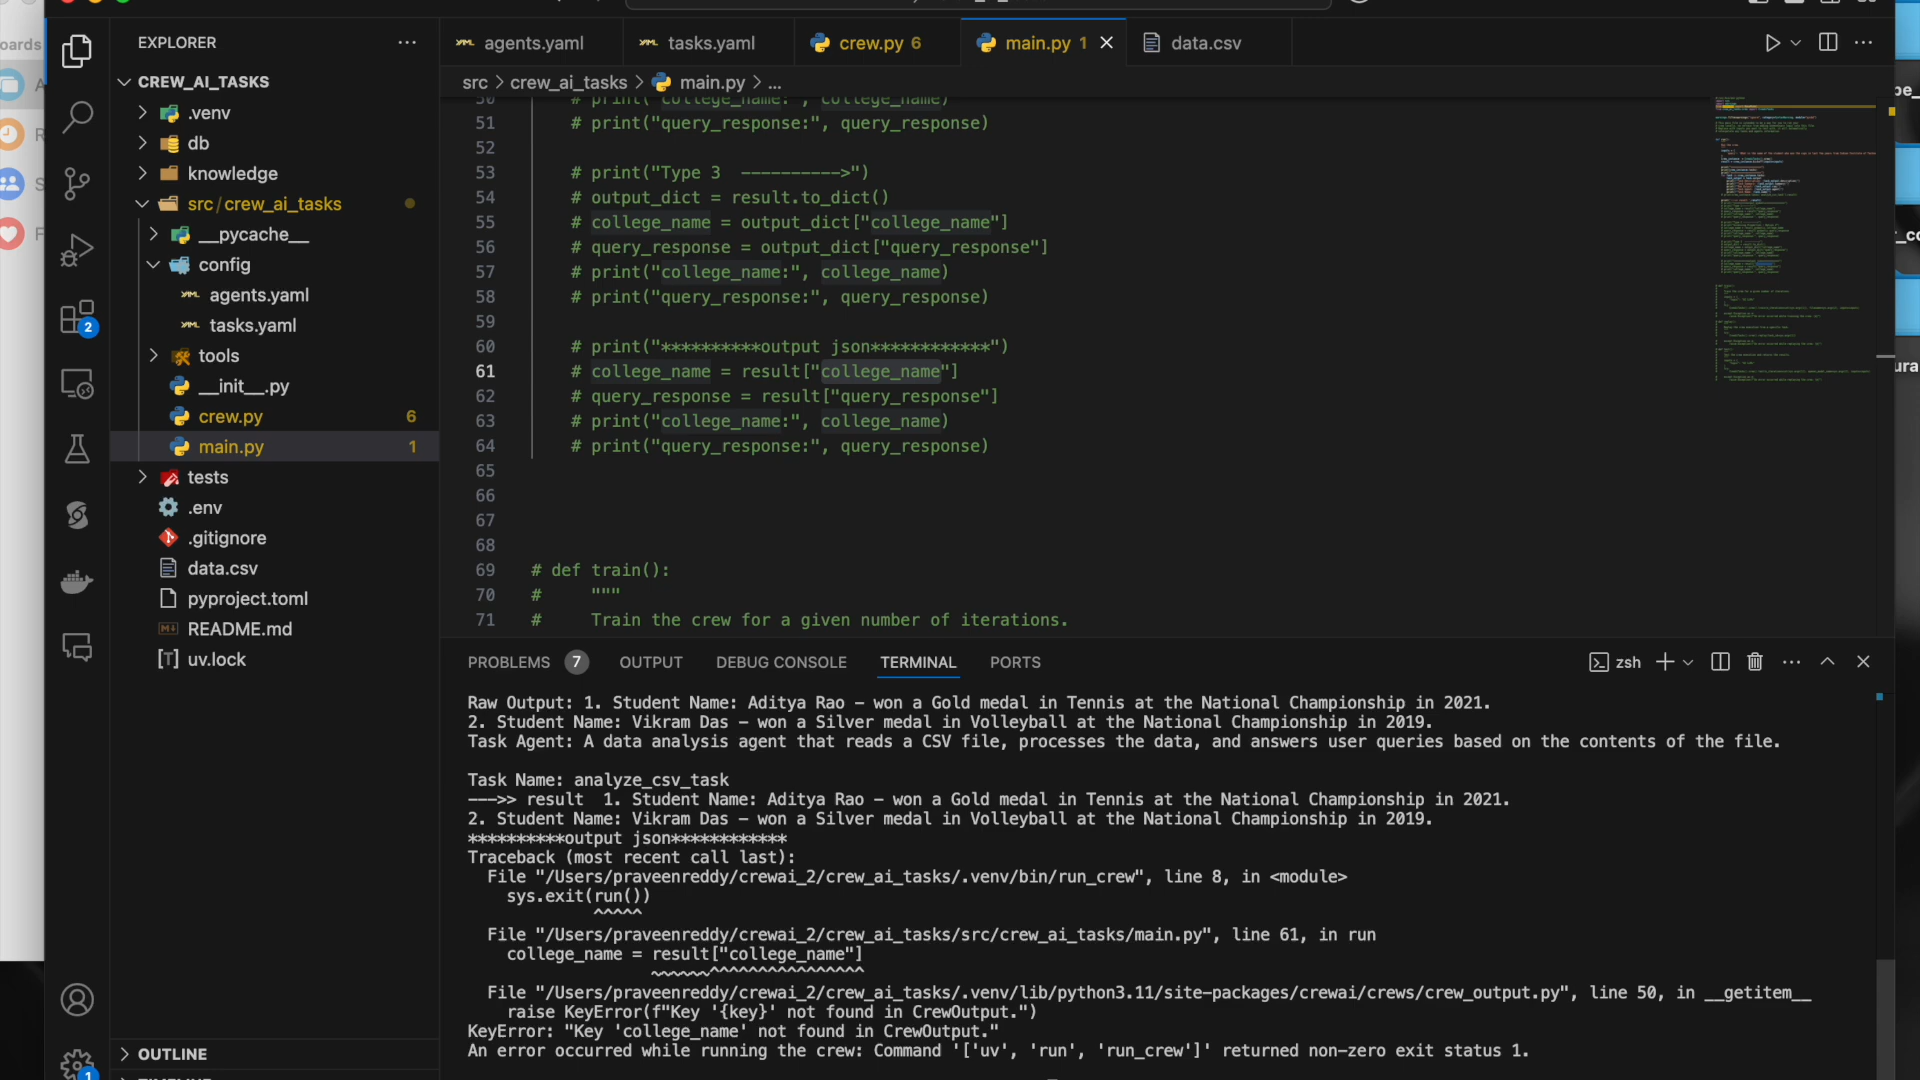 oards
EXPLORER
CREW_AI_TASKS
.venv
db
knowledge
src/crew_ai_tasks
__pycache__
config
agents.yaml
tasks.yaml
tools
__init__.py
crew.py 6
main.py 1
tests
.env
.gitignore
data.csv
pyproject.toml
README.md
[T] uv.lock
OUTLINE
2
1
agents.yaml
tasks.yaml
crew.py 6
main.py 1
data.csv
src > crew_ai_tasks > main.py > ...
50 # print("college_name:", college_name)
51 # print("query_response:", query_response)
52
53 # print("Type 3  ---------->")
54 # output_dict = result.to_dict()
55 # college_name = output_dict["college_name"]
56 # query_response = output_dict["query_response"]
57 # print("college_name:", college_name)
58 # print("query_response:", query_response)
59
60 # print("**********output json************")
61 # college_name = result["college_name"]
62 # query_response = result["query_response"]
63 # print("college_name:", college_name)
64 # print("query_response:", query_response)
65
66
67
68
69 # def train():
70 #     """
71 #     Train the crew for a given number of iterations.
PROBLEMS 7 OUTPUT DEBUG CONSOLE TERMINAL PORTS
zsh
Raw Output: 1. Student Name: Aditya Rao – won a Gold medal in Tennis at the National Championship in 2021.
2. Student Name: Vikram Das – won a Silver medal in Volleyball at the National Championship in 2019.
Task Agent: A data analysis agent that reads a CSV file, processes the data, and answers user queries based on the contents of the file.
Task Name: analyze_csv_task
--->> result  1. Student Name: Aditya Rao – won a Gold medal in Tennis at the National Championship in 2021.
2. Student Name: Vikram Das – won a Silver medal in Volleyball at the National Championship in 2019.
**********output json************
Traceback (most recent call last):
File "/Users/praveenreddy/crewai_2/crew_ai_tasks/.venv/bin/run_crew", line 8, in <module>
sys.exit(run())
^^^^^
File "/Users/praveenreddy/crewai_2/crew_ai_tasks/src/crew_ai_tasks/main.py", line 61, in run
college_name = result["college_name"]
~~~~~~^^^^^^^^^^^^^^^^
File "/Users/praveenreddy/crewai_2/crew_ai_tasks/.venv/lib/python3.11/site-packages/crewai/crews/crew_output.py", line 50, in __getitem__
raise KeyError(f"Key '{key}' not found in CrewOutput.")
KeyError: "Key 'college_name' not found in CrewOutput."
An error occurred while running the crew: Command '['uv', 'run', 'run_crew']' returned non-zero exit status 1.